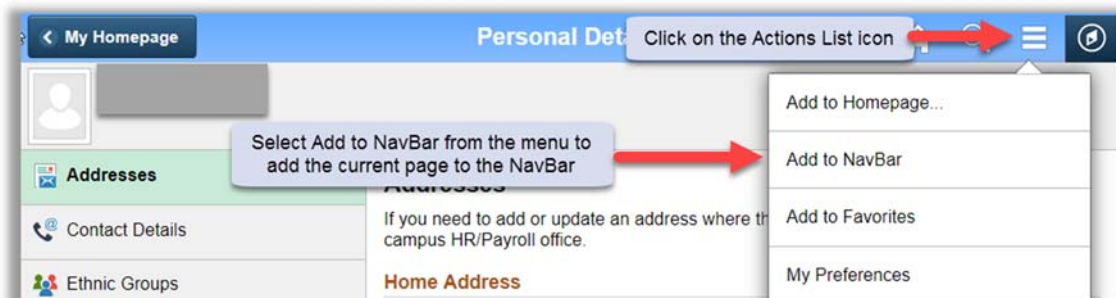 My Homepage
Personal Det
Click on the Actions List icon
Add to Homepage...
Select Add to NavBar from the menu to
add the current page to the NavBar
Add to NavBar
Addresses
Addresses
If you need to add or update an address where th
campus HR/Payroll office.
Add to Favorites
Contact Details
Ethnic Groups
Home Address
My Preferences